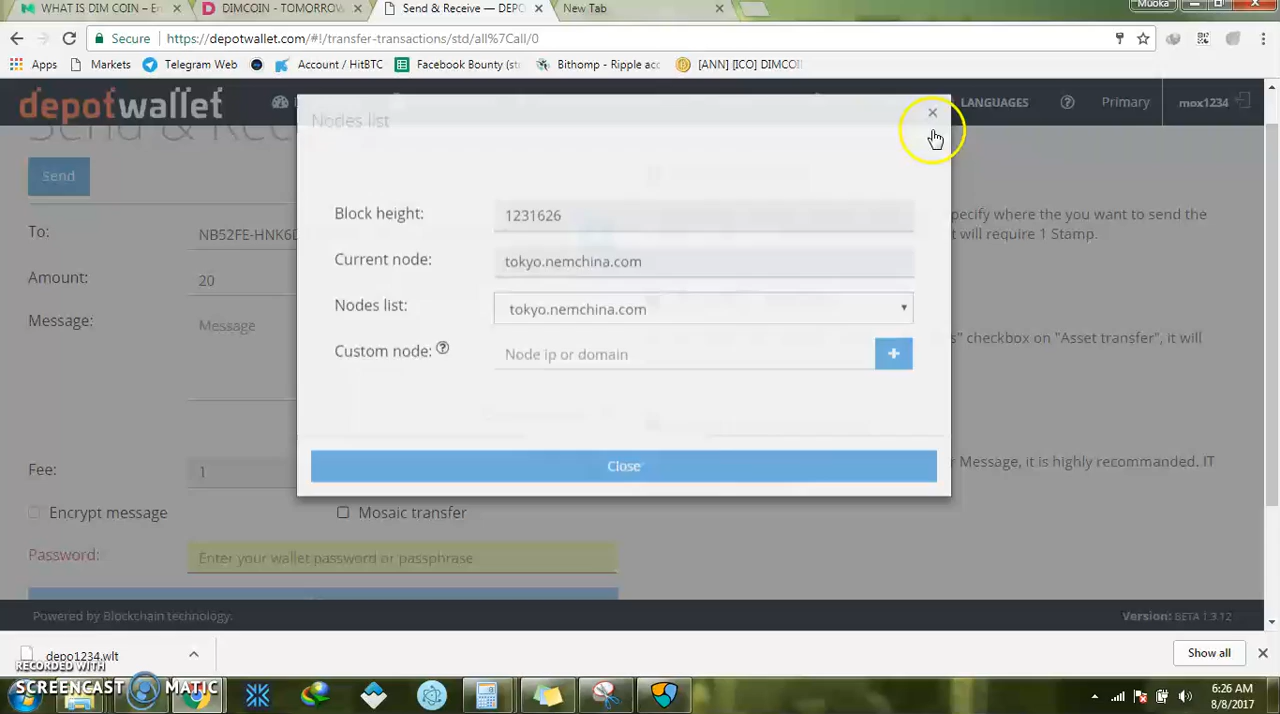 WHAT IS DIM COIN – En
DIMCOIN - TOMORROW
Send & Receive — DEPO
New Tab
Muoka
Secure
https://depotwallet.com/#!/transfer-transactions/std/all%7Call/0
Apps
Markets
Telegram Web
Account / HitBTC
Facebook Bounty (st
Bithomp - Ripple acc
[ANN] [ICO] DIMCOI
depotwallet
LANGUAGES
Primary
mox1234
Send & Rec
Nodes list
Send
Block height:
1231626
pecify where the you want to send the
To:
NB52FE-HNK6D
t will require 1 Stamp.
Current node:
tokyo.nemchina.com
Amount:
20
Nodes list:
tokyo.nemchina.com
Message:
Message
s" checkbox on "Asset transfer", it will
Custom node:
Node ip or domain
+
Close
r Message, it is highly recommanded. IT
Fee:
1
Encrypt message
Mosaic transfer
Password:
Enter your wallet password or passphrase
Powered by Blockchain technology.
Version: BETA 1.3.12
depo1234.wlt
Show all
RECORDED WITH
SCREENCAST MATIC
6:26 AM
8/8/2017